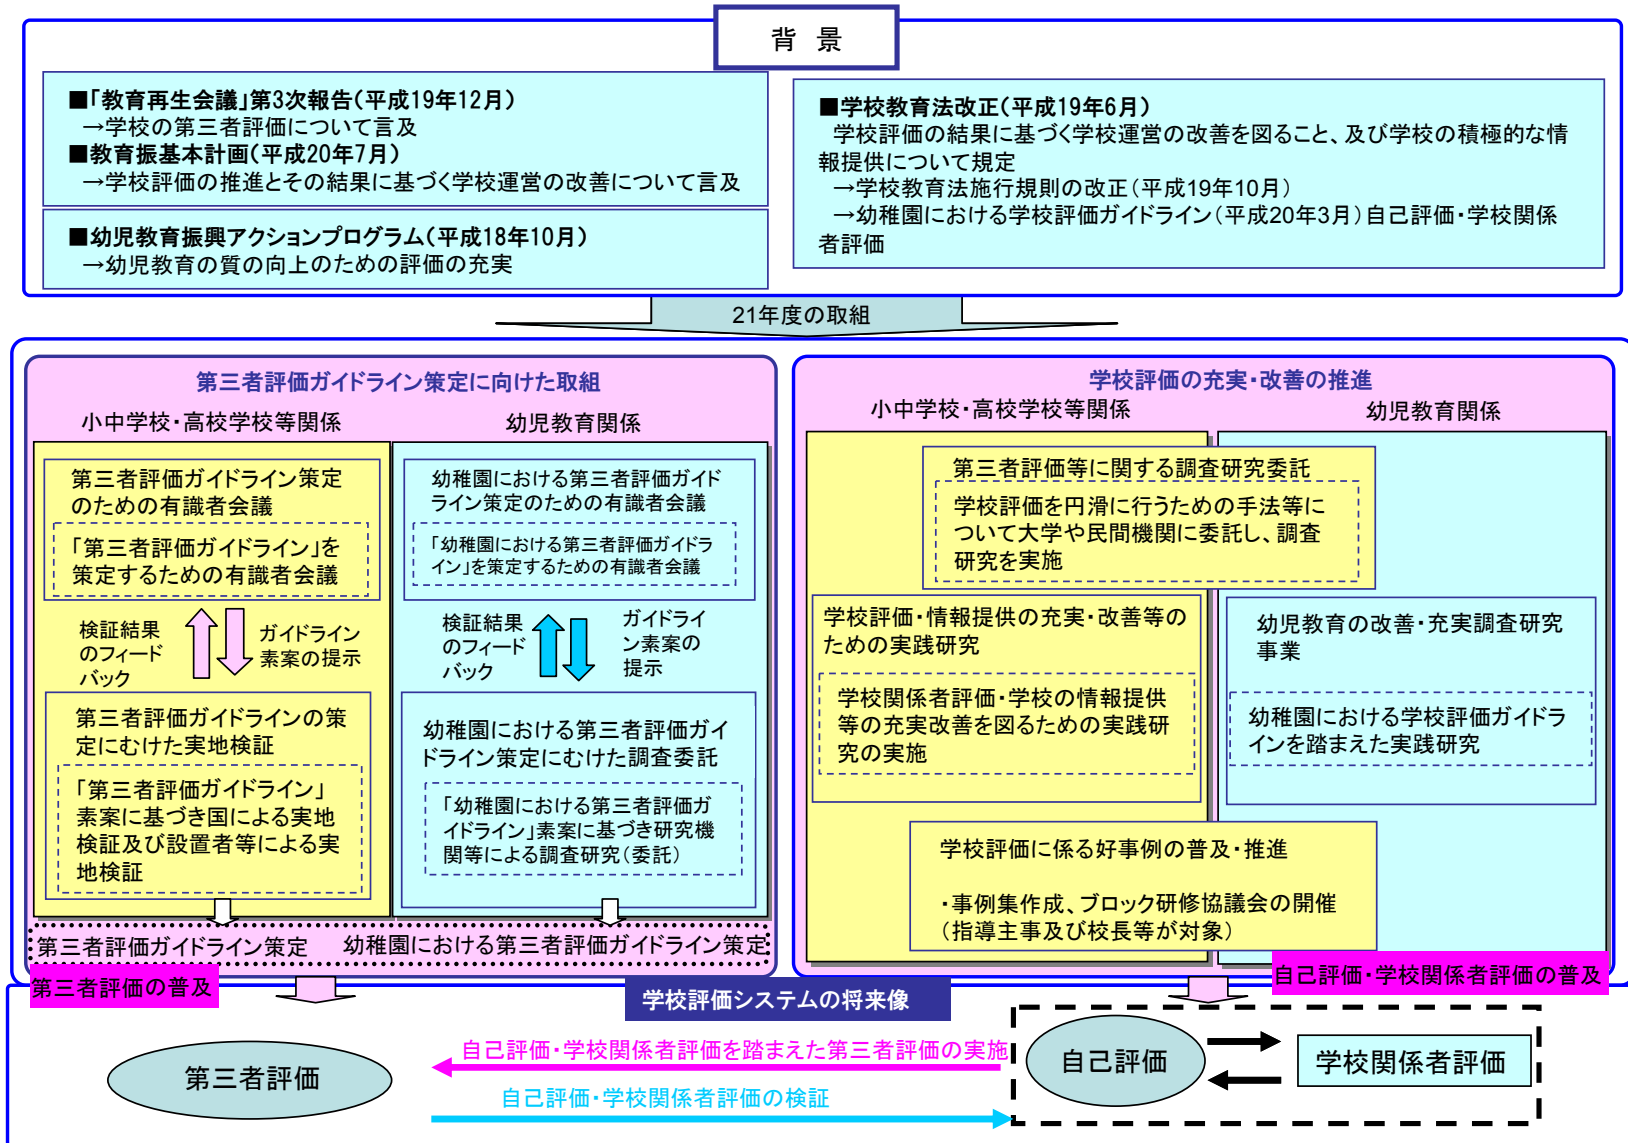 背 景
■「教育再生会議」第3次報告(平成19年12月)
→学校の第三者評価について言及
■教育振基本計画(平成20年7月)
→学校評価の推進とその結果に基づく学校運営の改善について言及
■幼児教育振興アクションプログラム(平成18年10月)
→幼児教育の質の向上のための評価の充実
■学校教育法改正(平成19年6月)
学校評価の結果に基づく学校運営の改善を図ること、及び学校の積極的な情
報提供について規定
→学校教育法施行規則の改正(平成19年10月)
→幼稚園における学校評価ガイドライン(平成20年3月)自己評価・学校関係
者評価
21年度の取組
第三者評価ガイドライン策定に向けた取組
小中学校・高校学校等関係
幼児教育関係
第三者評価ガイドライン策定
のための有識者会議
「第三者評価ガイドライン」を
策定するための有識者会議
検証結果
のフィード
バック
ガイドライン
素案の提示
第三者評価ガイドラインの策
定にむけた実地検証
「第三者評価ガイドライン」
素案に基づき国による実地
検証及び設置者等による実
地検証
幼稚園における第三者評価ガイド
ライン策定のための有識者会議
「幼稚園における第三者評価ガイドラ
イン」を策定するための有識者会議
検証結果
のフィード
バック
ガイドライ
ン素案の
提示
幼稚園における第三者評価ガイ
ドライン策定にむけた調査委託
「幼稚園における第三者評価ガ
イドライン」素案に基づき研究機
関等による調査研究(委託)
第三者評価ガイドライン策定
幼稚園における第三者評価ガイドライン策定
第三者評価の普及
学校評価の充実・改善の推進
小中学校・高校学校等関係
幼児教育関係
第三者評価等に関する調査研究委託
学校評価を円滑に行うための手法等に
ついて大学や民間機関に委託し、調査
研究を実施
学校評価・情報提供の充実・改善等の
ための実践研究
学校関係者評価・学校の情報提供
等の充実改善を図るための実践研
究の実施
幼児教育の改善・充実調査研究
事業
幼稚園における学校評価ガイドラ
インを踏まえた実践研究
学校評価に係る好事例の普及・推進
・事例集作成、ブロック研修協議会の開催
(指導主事及び校長等が対象)
自己評価・学校関係者評価の普及
学校評価システムの将来像
第三者評価
自己評価・学校関係者評価を踏まえた第三者評価の実施
自己評価・学校関係者評価の検証
自己評価
学校関係者評価